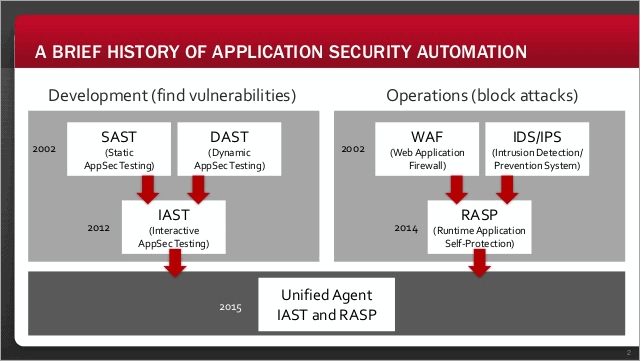 A BRIEF HISTORY OF APPLICATION SECURITY AUTOMATION
Development (find vulnerabilities)
2002
SAST
(Static
AppSec Testing)
DAST
(Dynamic
AppSec Testing)
2012
IAST
(Interactive
AppSec Testing)
Operations (block attacks)
2002
WAF
(Web Application
Firewall)
IDS/IPS
(Intrusion Detection/
Prevention System)
2014
RASP
(Runtime Application
Self-Protection)
2015
Unified Agent
IAST and RASP
2